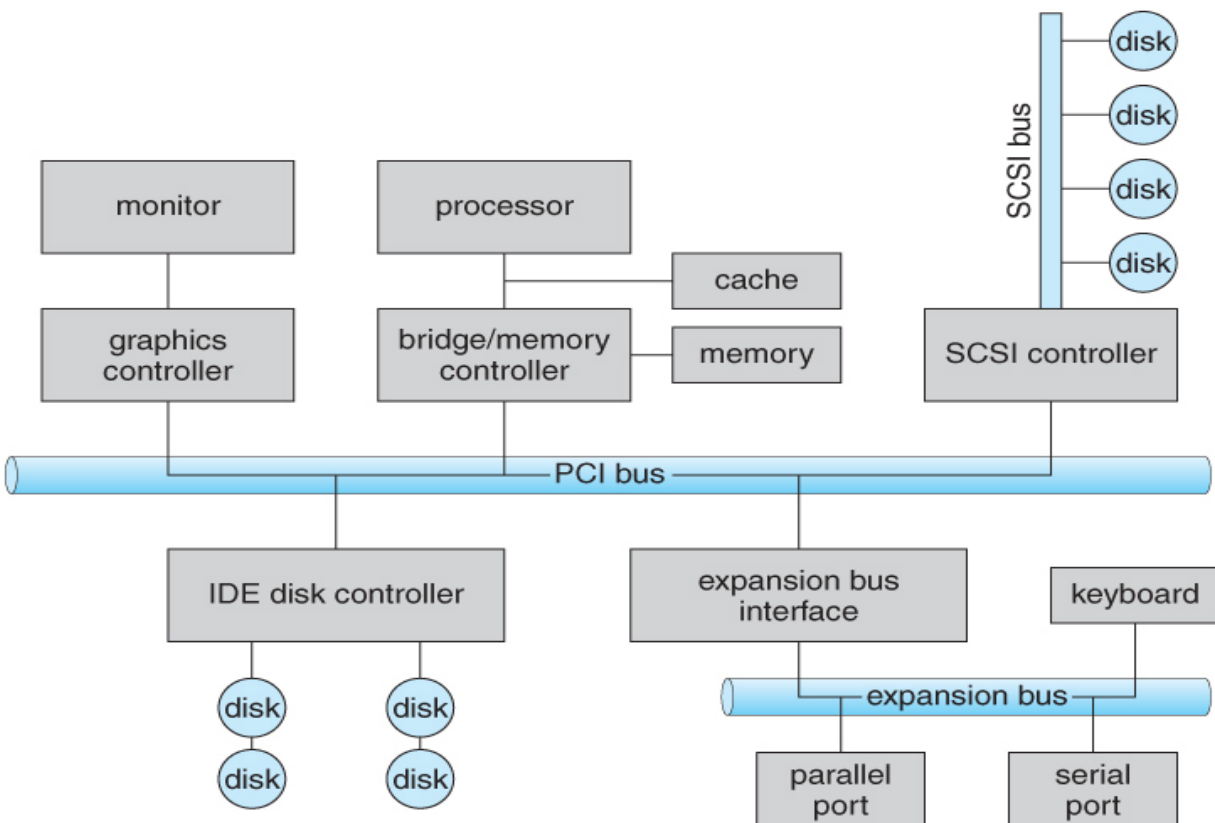 disk
disk
disk
disk
SCSI bus
monitor
processor
cache
graphics
controller
bridge/memory
controller
memory
SCSI controller
PCI bus
IDE disk controller
expansion bus
interface
keyboard
disk
disk
expansion bus
disk
disk
parallel
port
serial
port